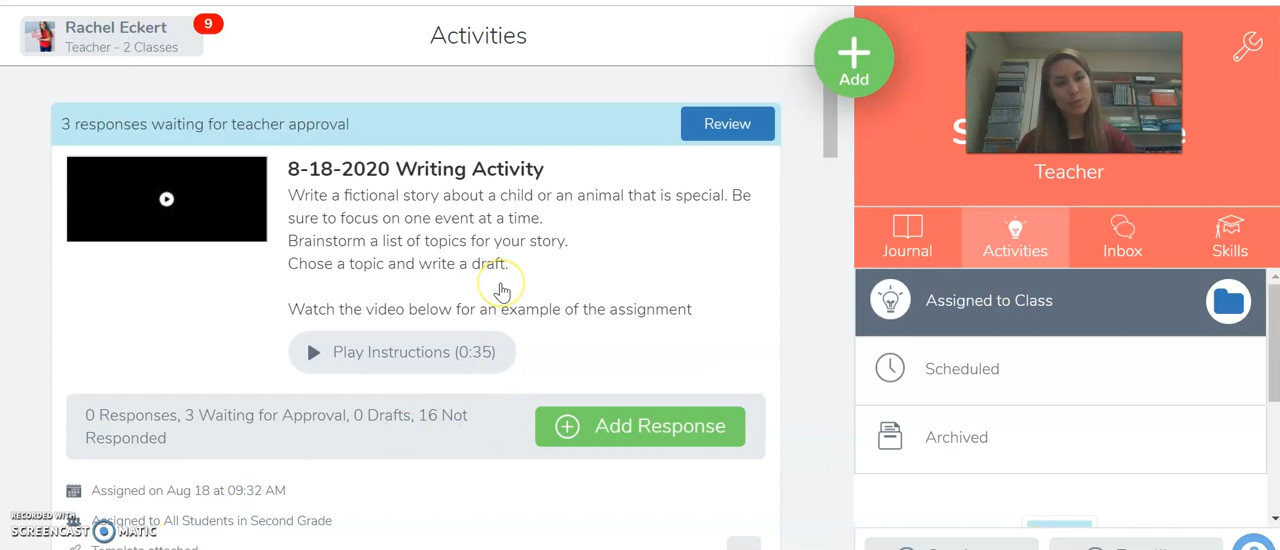 Rachel Eckert
Teacher - 2 Classes
9
Activities
Add
Teacher
3 responses waiting for teacher approval
Review
8-18-2020 Writing Activity
Write a fictional story about a child or an animal that is special. Be
sure to focus on one event at a time.
Brainstorm a list of topics for your story.
Chose a topic and write a draft.
Watch the video below for an example of the assignment
Play Instructions (0:35)
0 Responses, 3 Waiting for Approval, 0 Drafts, 16 Not
Responded
Add Response
Assigned on Aug 18 at 09:32 AM
Assigned to All Students in Second Grade
Template attached
Journal
Activities
Inbox
Skills
Assigned to Class
Scheduled
Archived
RECORDED WITH
SCREENCAST MATIC